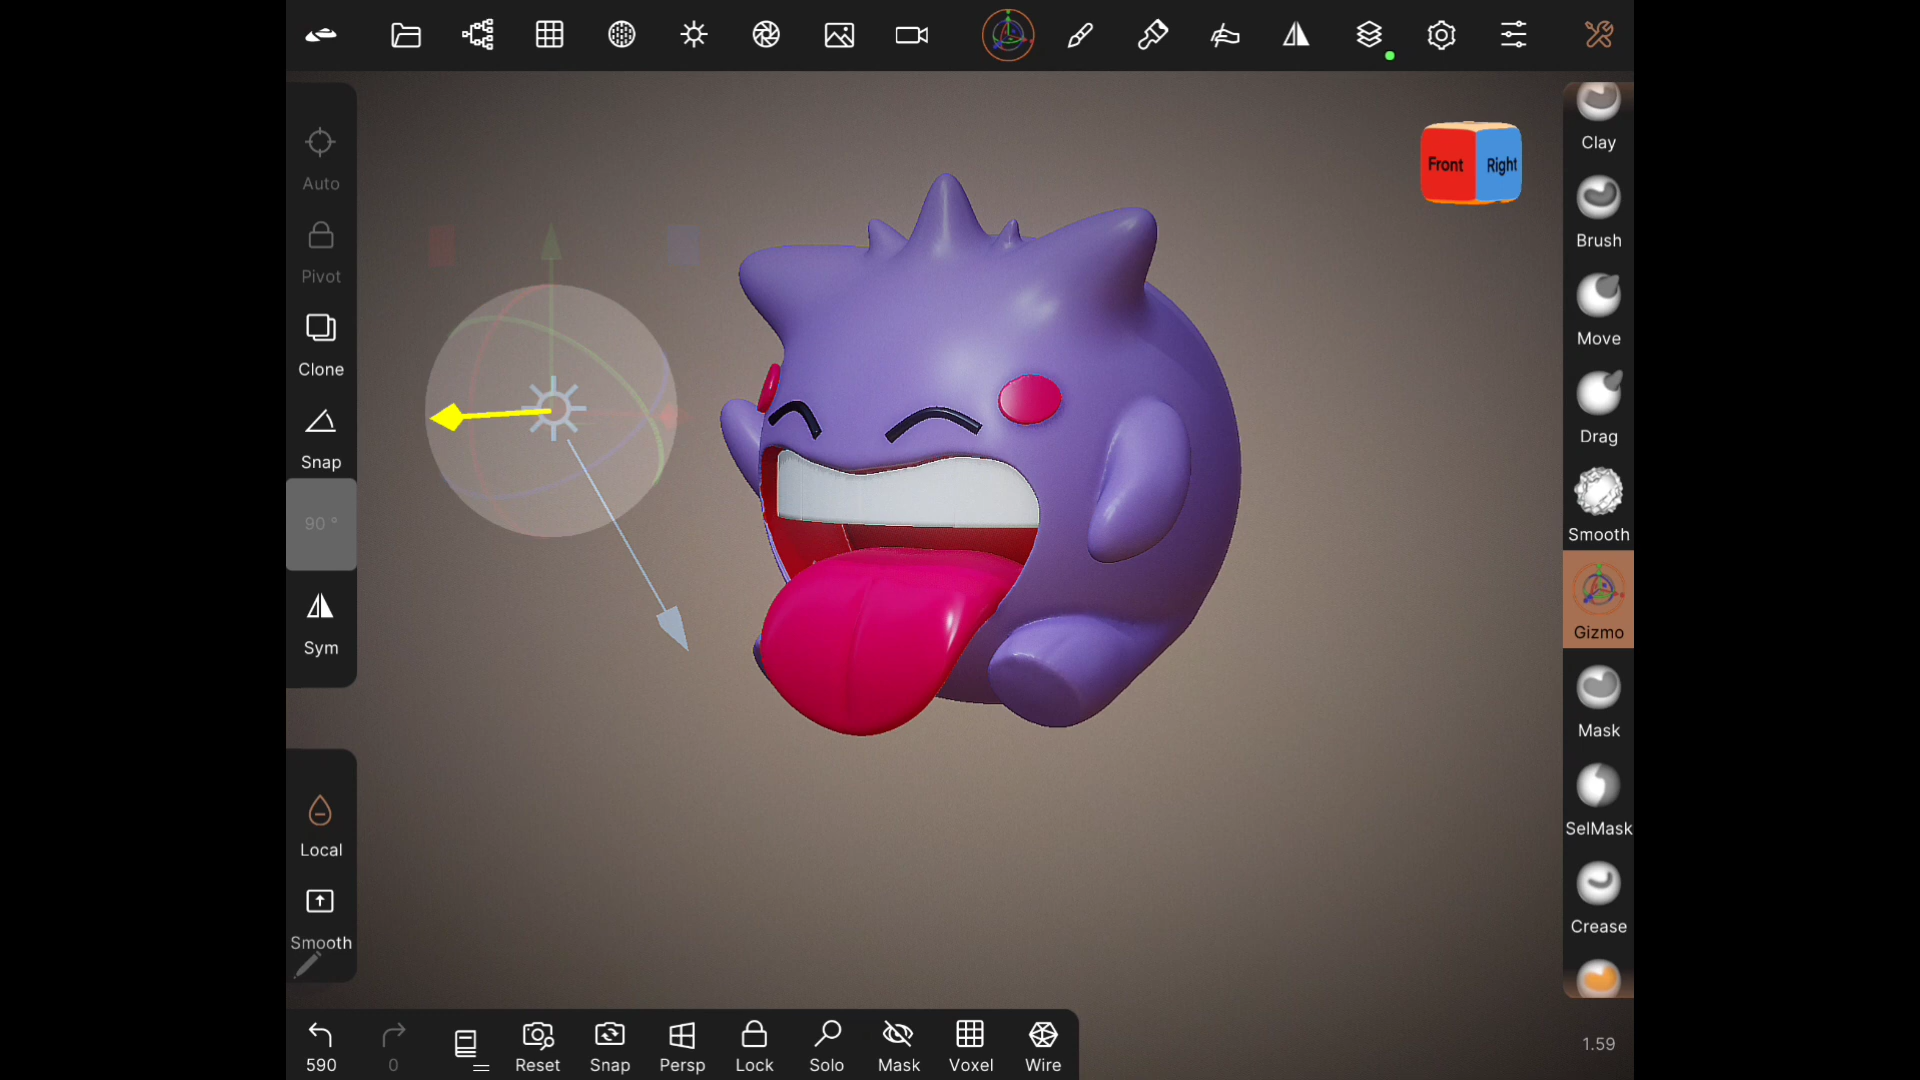 Front
Right
Auto
Pivot
Clone
Snap
90 °
Sym
Local
Smooth
Clay
Brush
Move
Drag
Smooth
Gizmo
Mask
SelMask
Crease
590
0
Reset
Snap
Persp
Lock
Solo
Mask
Voxel
Wire
1.59